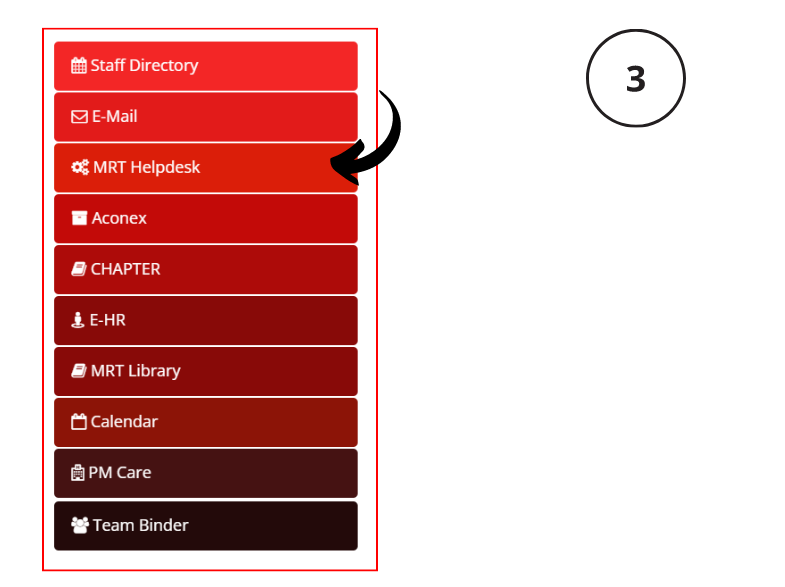 Staff Directory
E-Mail
MRT Helpdesk
Aconex
CHAPTER
E-HR
MRT Library
Calendar
PM Care
Team Binder
3